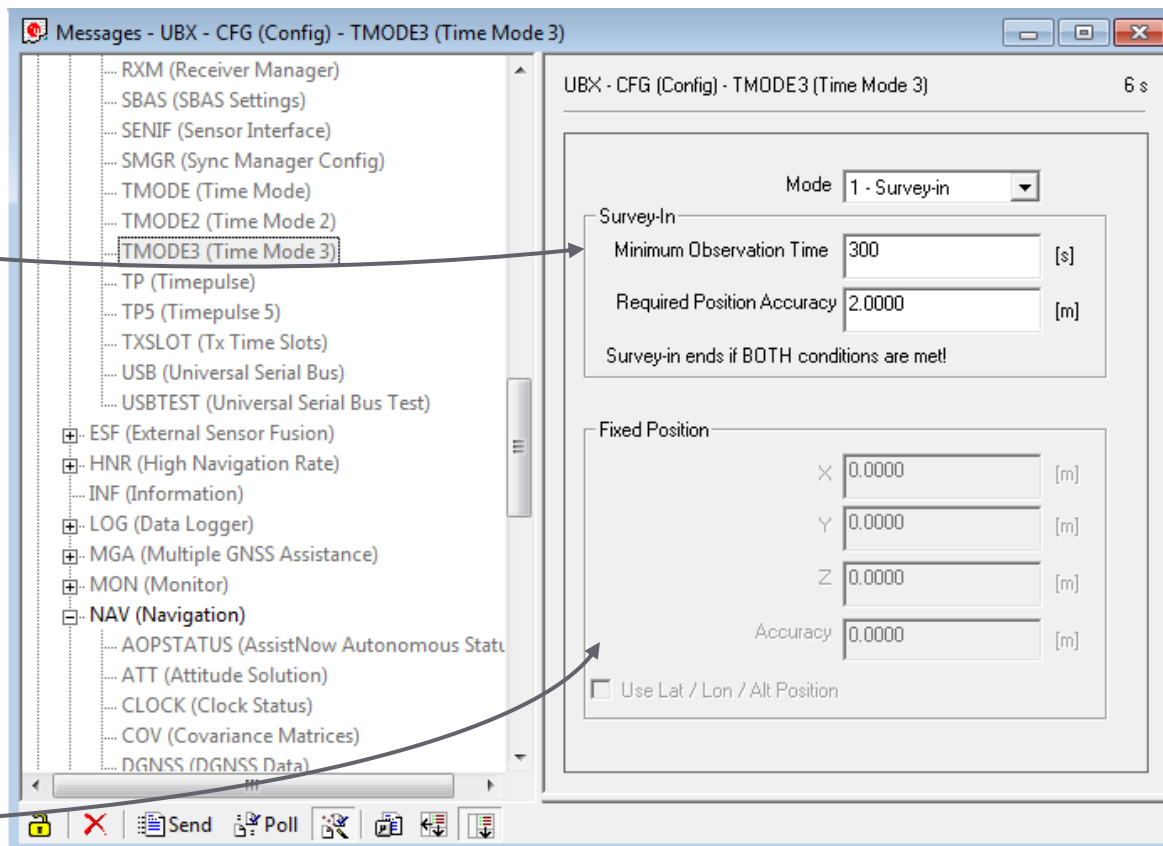 Messages - UBX - CFG (Config) - TMODE3 (Time Mode 3)
RXM (Receiver Manager)
SBAS (SBAS Settings)
SENIF (Sensor Interface)
SMGR (Sync Manager Config)
TMODE (Time Mode)
TMODE2 (Time Mode 2)
TMODE3 (Time Mode 3)
TP (Timepulse)
TP5 (Timepulse 5)
TXSLOT (Tx Time Slots)
USB (Universal Serial Bus)
USBTEST (Universal Serial Bus Test)
ESF (External Sensor Fusion)
HNR (High Navigation Rate)
INF (Information)
LOG (Data Logger)
MGA (Multiple GNSS Assistance)
MON (Monitor)
NAV (Navigation)
AOPSTATUS (AssistNow Autonomous Statu
ATT (Attitude Solution)
CLOCK (Clock Status)
COV (Covariance Matrices)
DGNSS (DGNSS Data)
UBX - CFG (Config) - TMODE3 (Time Mode 3) 6 s
Mode 1 - Survey-in
Survey-In
Minimum Observation Time 300 [s]
Required Position Accuracy 2.0000 [m]
Survey-in ends if BOTH conditions are met!
Fixed Position
X 0.0000 [m]
Y 0.0000 [m]
Z 0.0000 [m]
Accuracy 0.0000 [m]
Use Lat / Lon / Alt Position
Send Poll